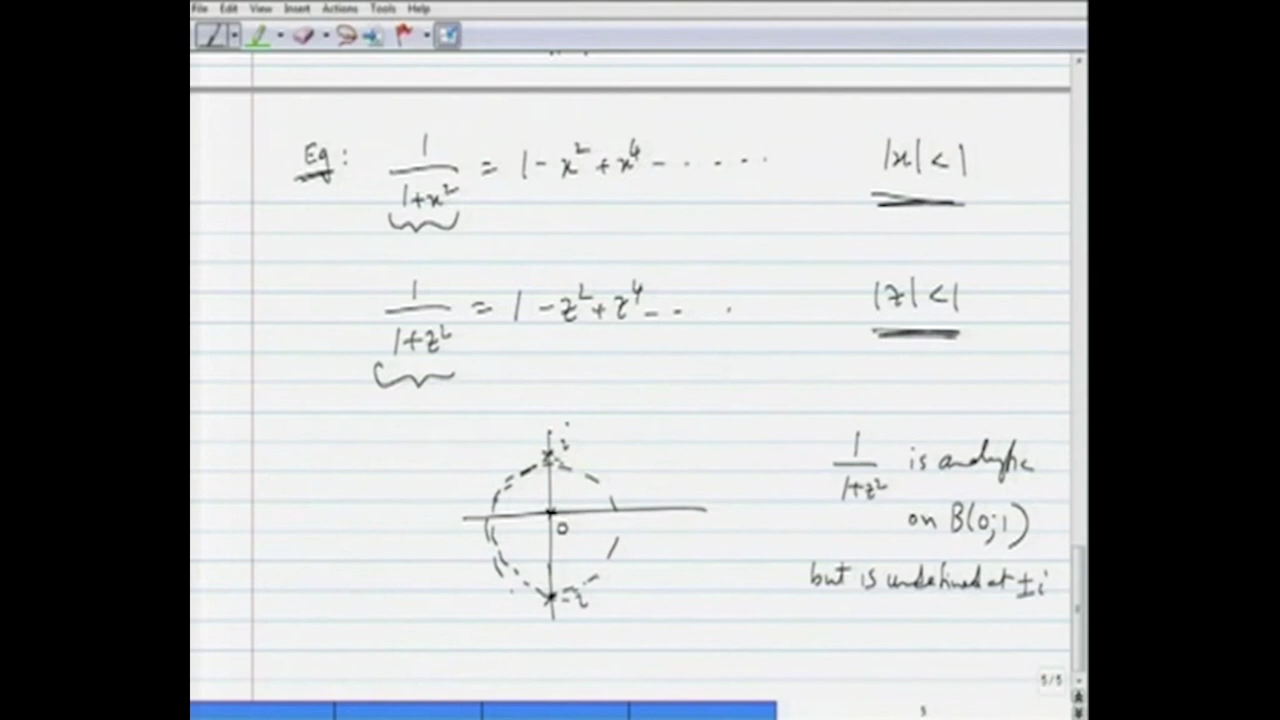 File Edit View Insert Actions Tools Help
Eg: 1/(1+x²) = 1 - x² + x⁴ - ..... |x| < 1
1/(1+z²) = 1 - z² + z⁴ - ... . |z| < 1
i
0
-i
1/(1+z²) is analytic
on B(0;1)
but is undefined at ±i
5/5
5